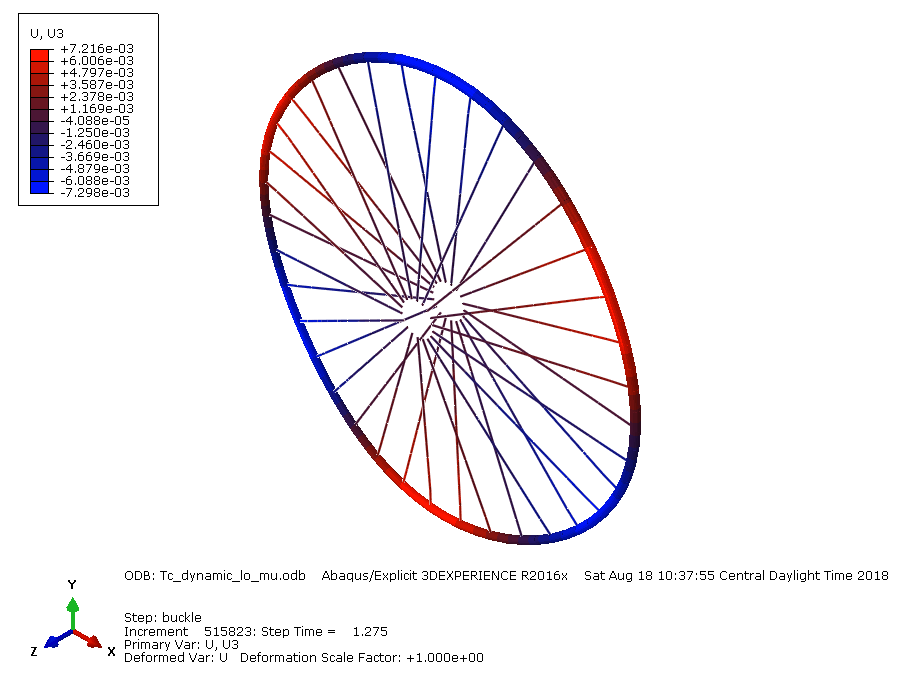 U, U3
+7.216e-03
+6.006e-03
+4.797e-03
+3.587e-03
+2.378e-03
+1.169e-03
-4.088e-05
-1.250e-03
-2.460e-03
-3.669e-03
-4.879e-03
-6.088e-03
-7.298e-03
ODB: Tc_dynamic_lo_mu.odb    Abaqus/Explicit 3DEXPERIENCE R2016x    Sat Aug 18 10:37:55 Central Daylight Time 2018
Y
Z
X
Step: buckle
Increment    515823: Step Time =    1.275
Primary Var: U, U3
Deformed Var: U   Deformation Scale Factor: +1.000e+00